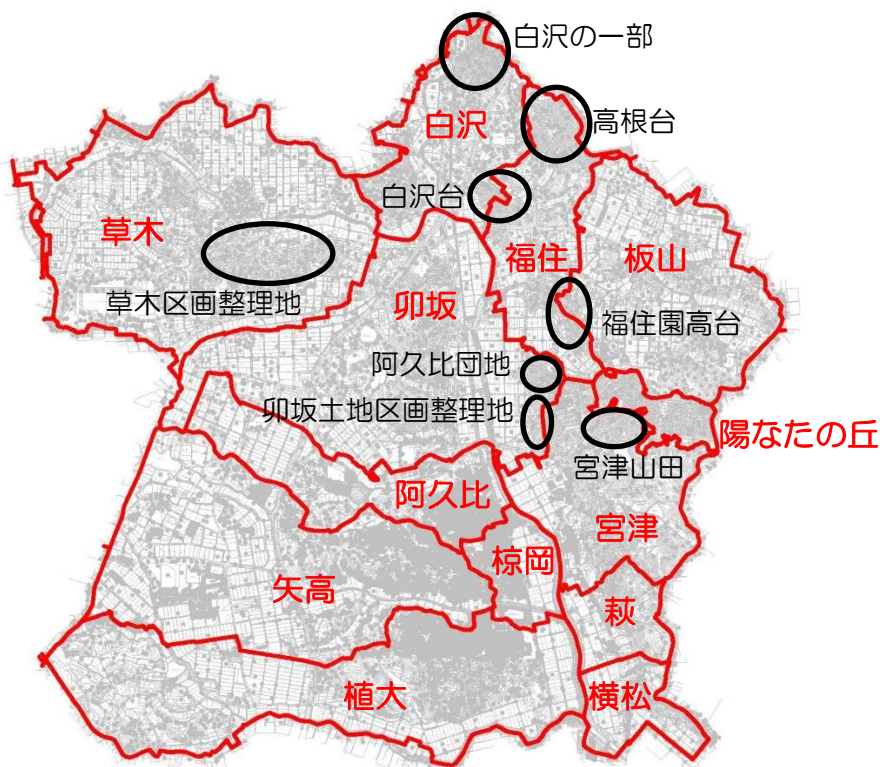 白沢の一部
高根台
白沢
白沢台
草木
福住
板山
草木区画整理地
卯坂
福住園高台
阿久比団地
卯坂土地区画整理地
陽なたの丘
宮津山田
阿久比
宮津
椋岡
矢高
萩
植大
横松